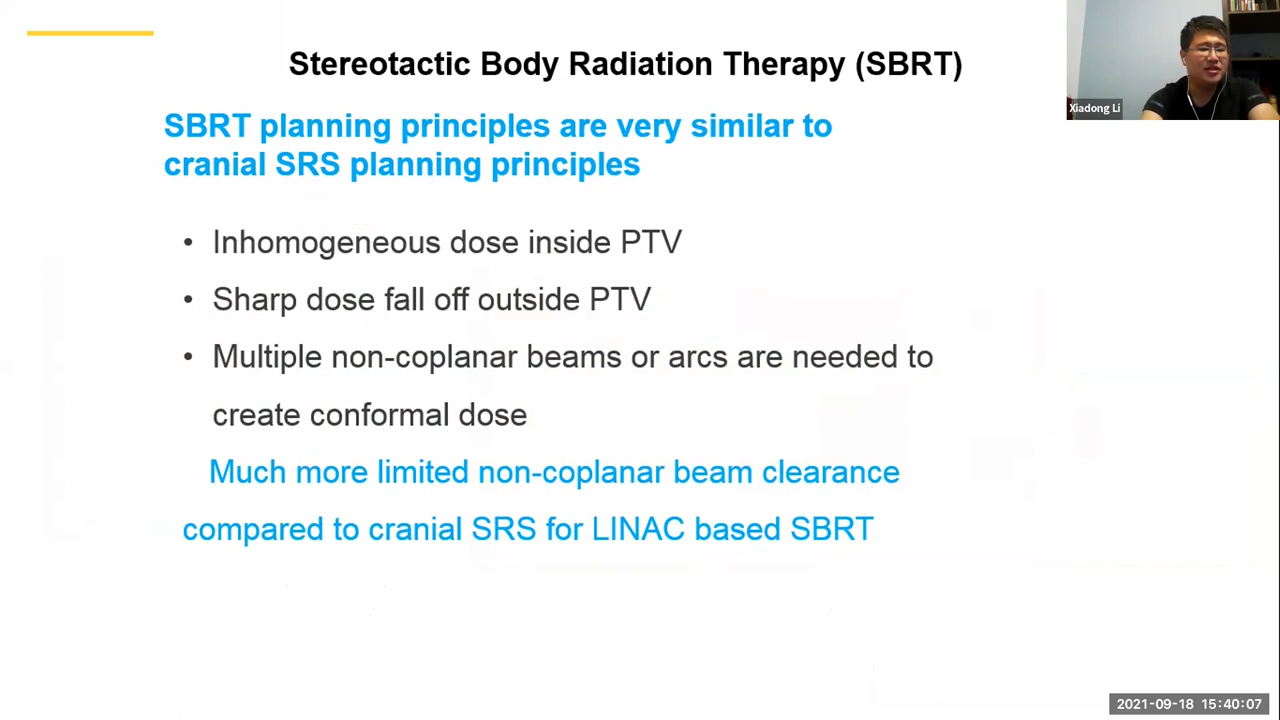 Stereotactic Body Radiation Therapy (SBRT)
Xiadong Li
SBRT planning principles are very similar to
cranial SRS planning principles
• Inhomogeneous dose inside PTV
• Sharp dose fall off outside PTV
• Multiple non-coplanar beams or arcs are needed to
create conformal dose
Much more limited non-coplanar beam clearance
compared to cranial SRS for LINAC based SBRT
2021-09-18 15:40:07